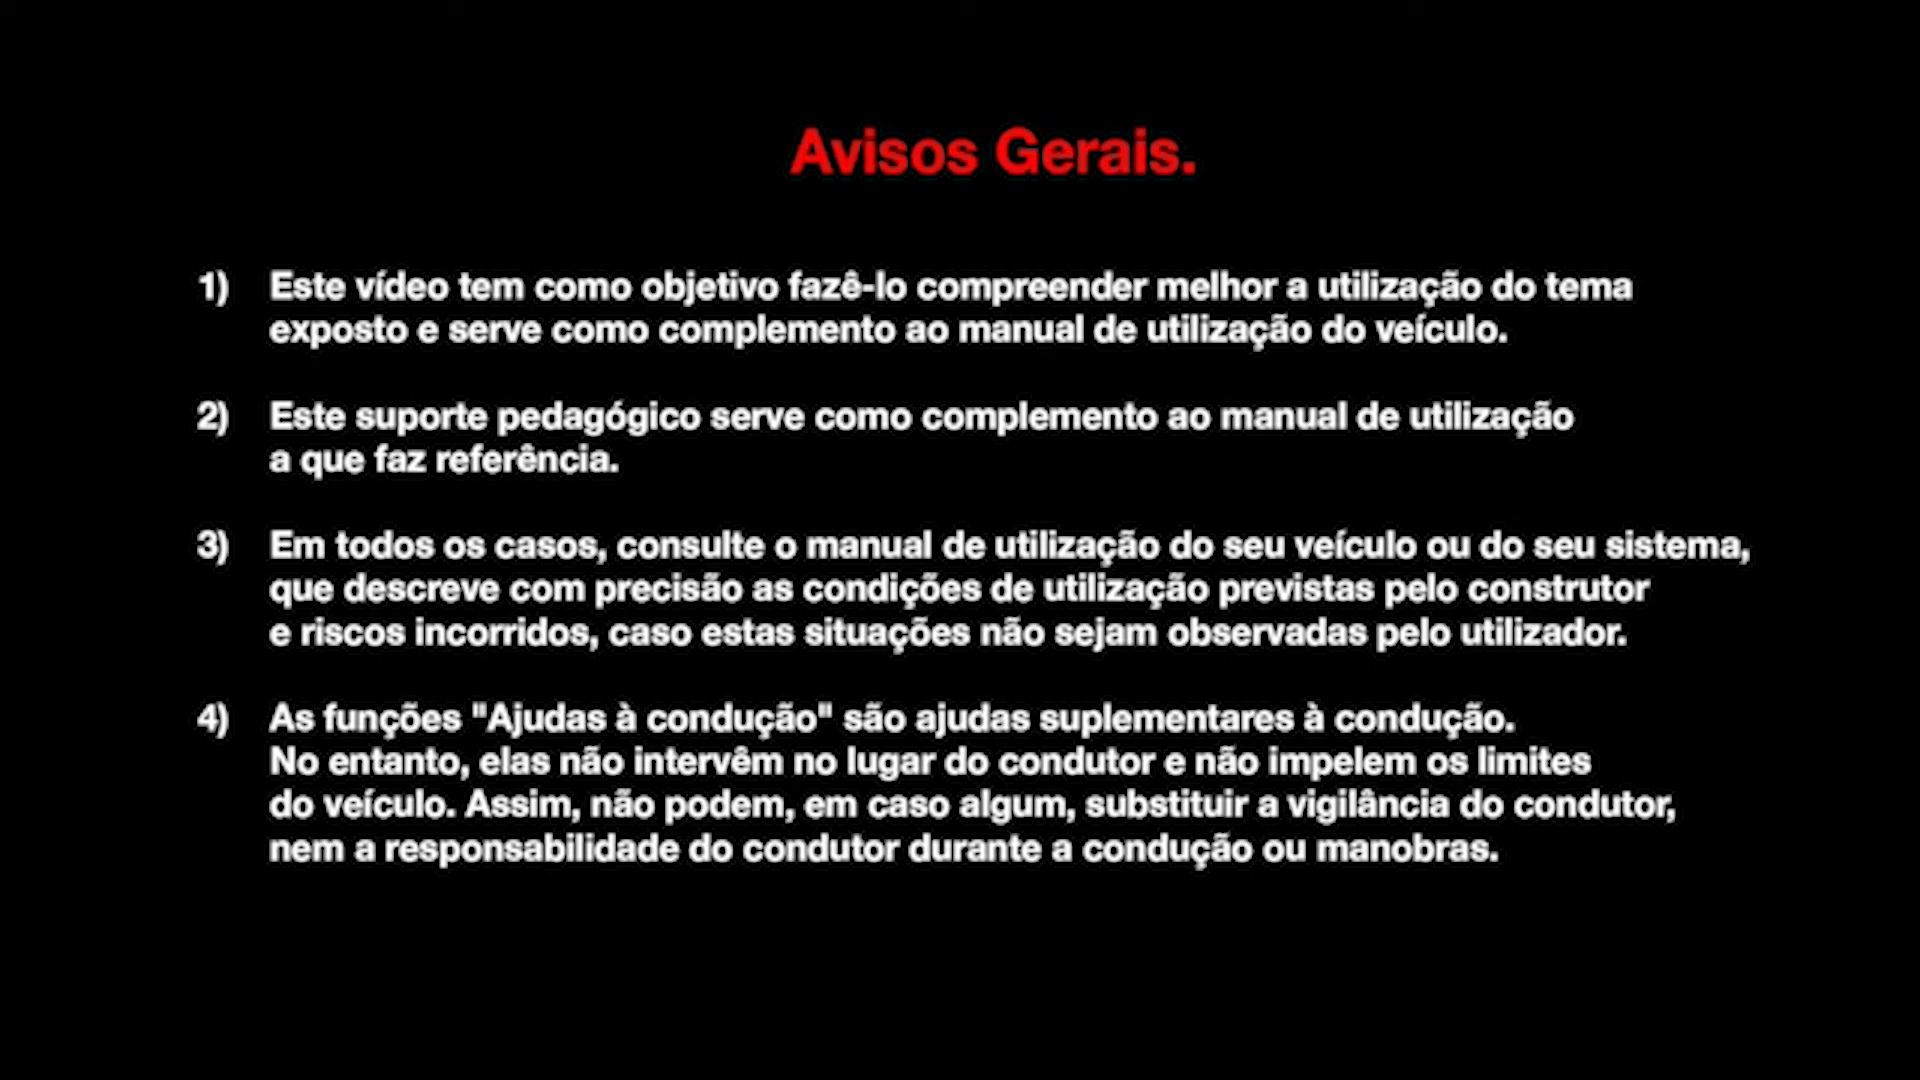 Avisos Gerais.
1) Este vídeo tem como objetivo fazê-lo compreender melhor a utilização do tema
exposto e serve como complemento ao manual de utilização do veículo.
2) Este suporte pedagógico serve como complemento ao manual de utilização
a que faz referência.
3) Em todos os casos, consulte o manual de utilização do seu veículo ou do seu sistema,
que descreve com precisão as condições de utilização previstas pelo construtor
e riscos incorridos, caso estas situações não sejam observadas pelo utilizador.
4) As funções "Ajudas à condução" são ajudas suplementares à condução.
No entanto, elas não intervêm no lugar do condutor e não impelem os limites
do veículo. Assim, não podem, em caso algum, substituir a vigilância do condutor,
nem a responsabilidade do condutor durante a condução ou manobras.